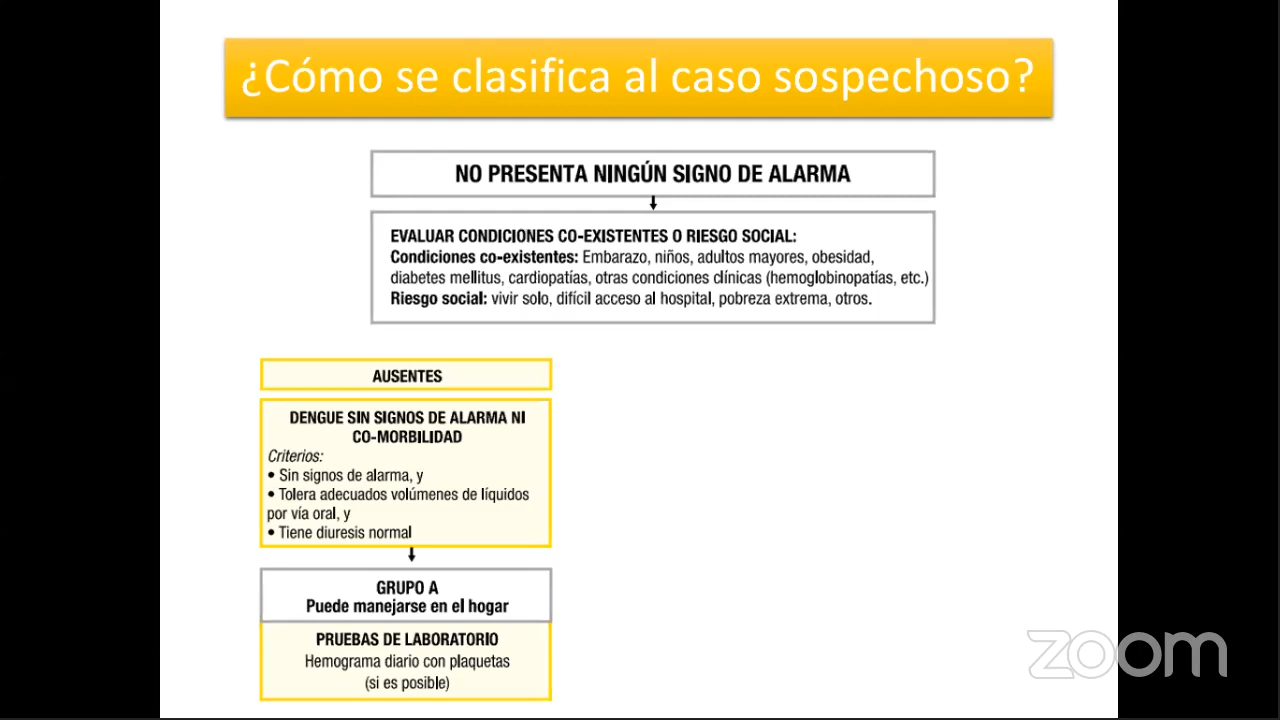 ¿Cómo se clasifica al caso sospechoso?
NO PRESENTA NINGÚN SIGNO DE ALARMA
EVALUAR CONDICIONES CO-EXISTENTES O RIESGO SOCIAL:
Condiciones co-existentes: Embarazo, niños, adultos mayores, obesidad,
diabetes mellitus, cardiopatías, otras condiciones clínicas (hemoglobinopatías, etc.)
Riesgo social: vivir solo, difícil acceso al hospital, pobreza extrema, otros.
AUSENTES
DENGUE SIN SIGNOS DE ALARMA NI
CO-MORBILIDAD
Criterios:
• Sin signos de alarma, y
• Tolera adecuados volúmenes de líquidos
por vía oral, y
• Tiene diuresis normal
GRUPO A
Puede manejarse en el hogar
PRUEBAS DE LABORATORIO
Hemograma diario con plaquetas
(si es posible)
zoom